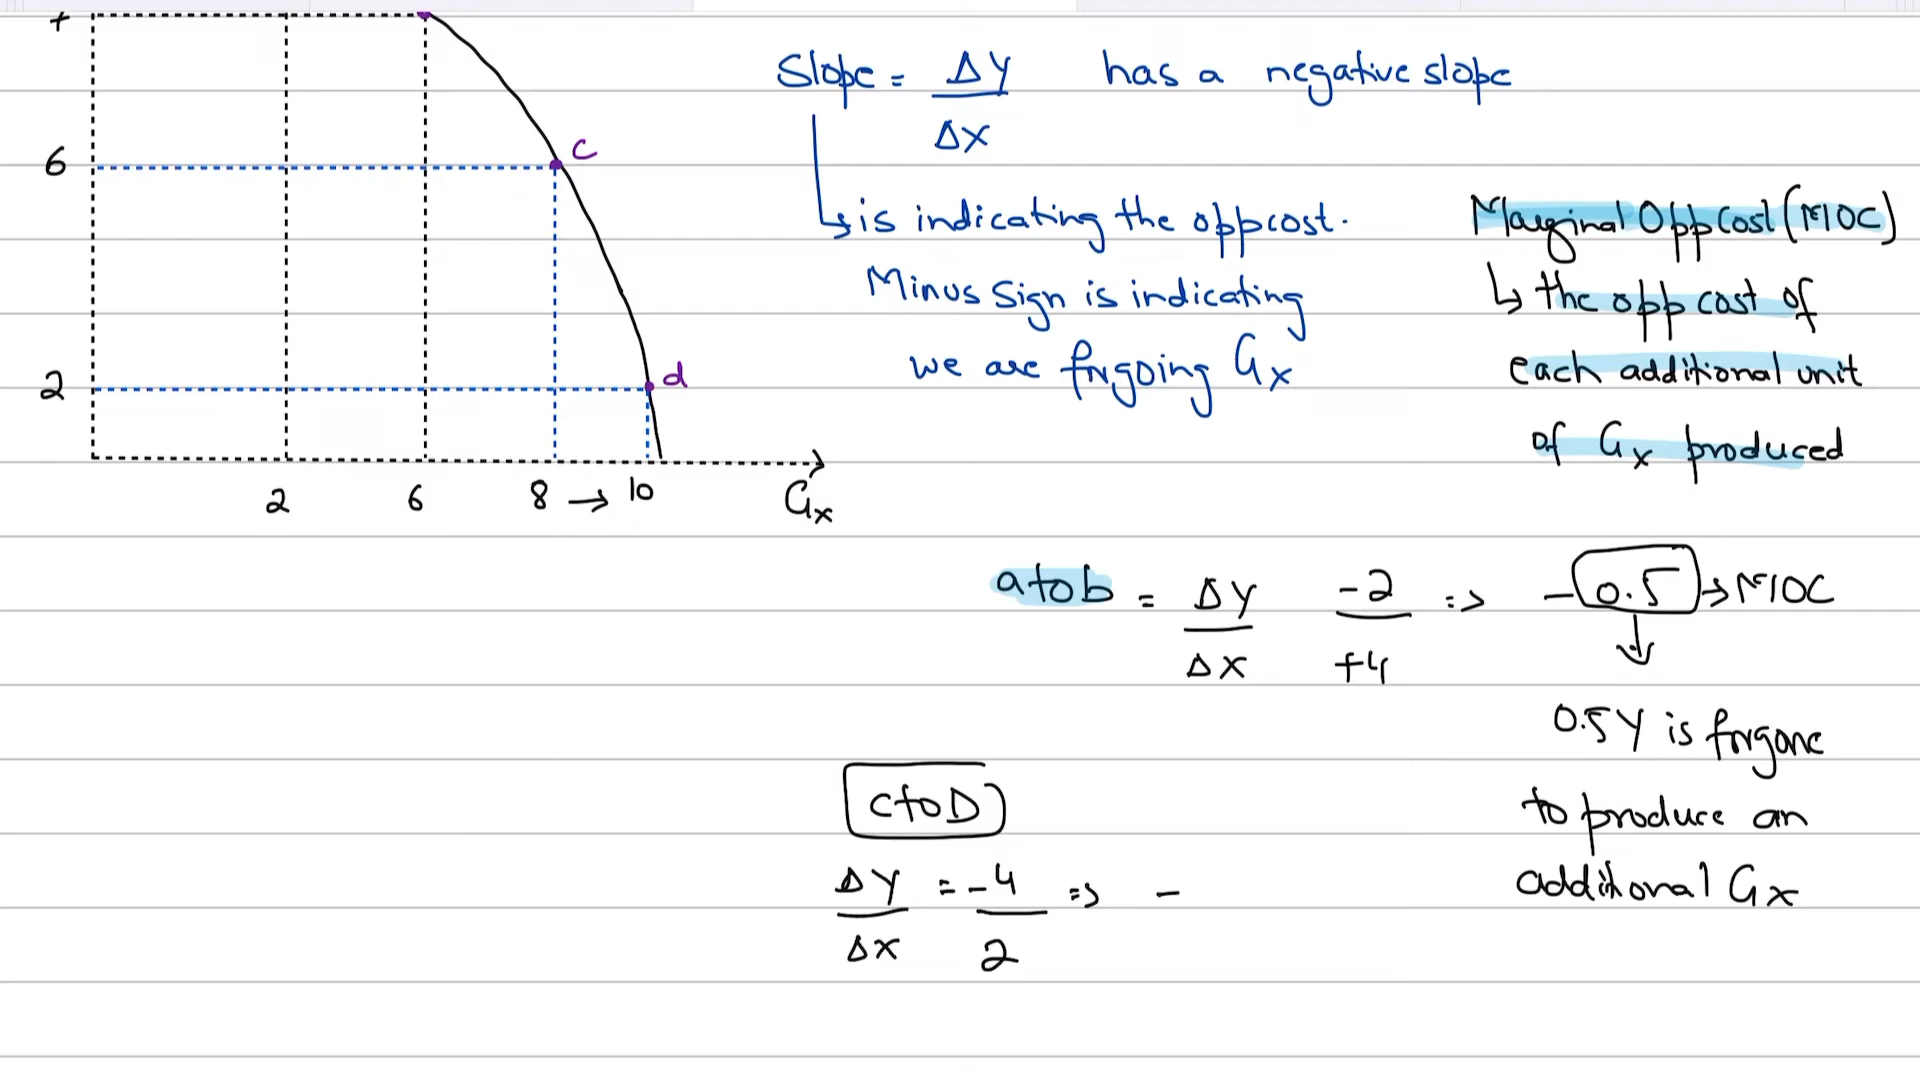 Slope = ΔY has a negative slope
ΔX
6
c
↳ is indicating the opp cost.
Minus Sign is indicating
we are forgoing Gx
Marginal Opp Cost (MOC)
↳ the opp cost of
each additional unit
of Gx produced
2
d
2 6 8 → 10 Gx
a to b = ΔY -2 => -0.5 → MOC
ΔX +4
0.5Y is forgone
to produce an
additional Gx
C to D
ΔY = -4 => -
ΔX 2